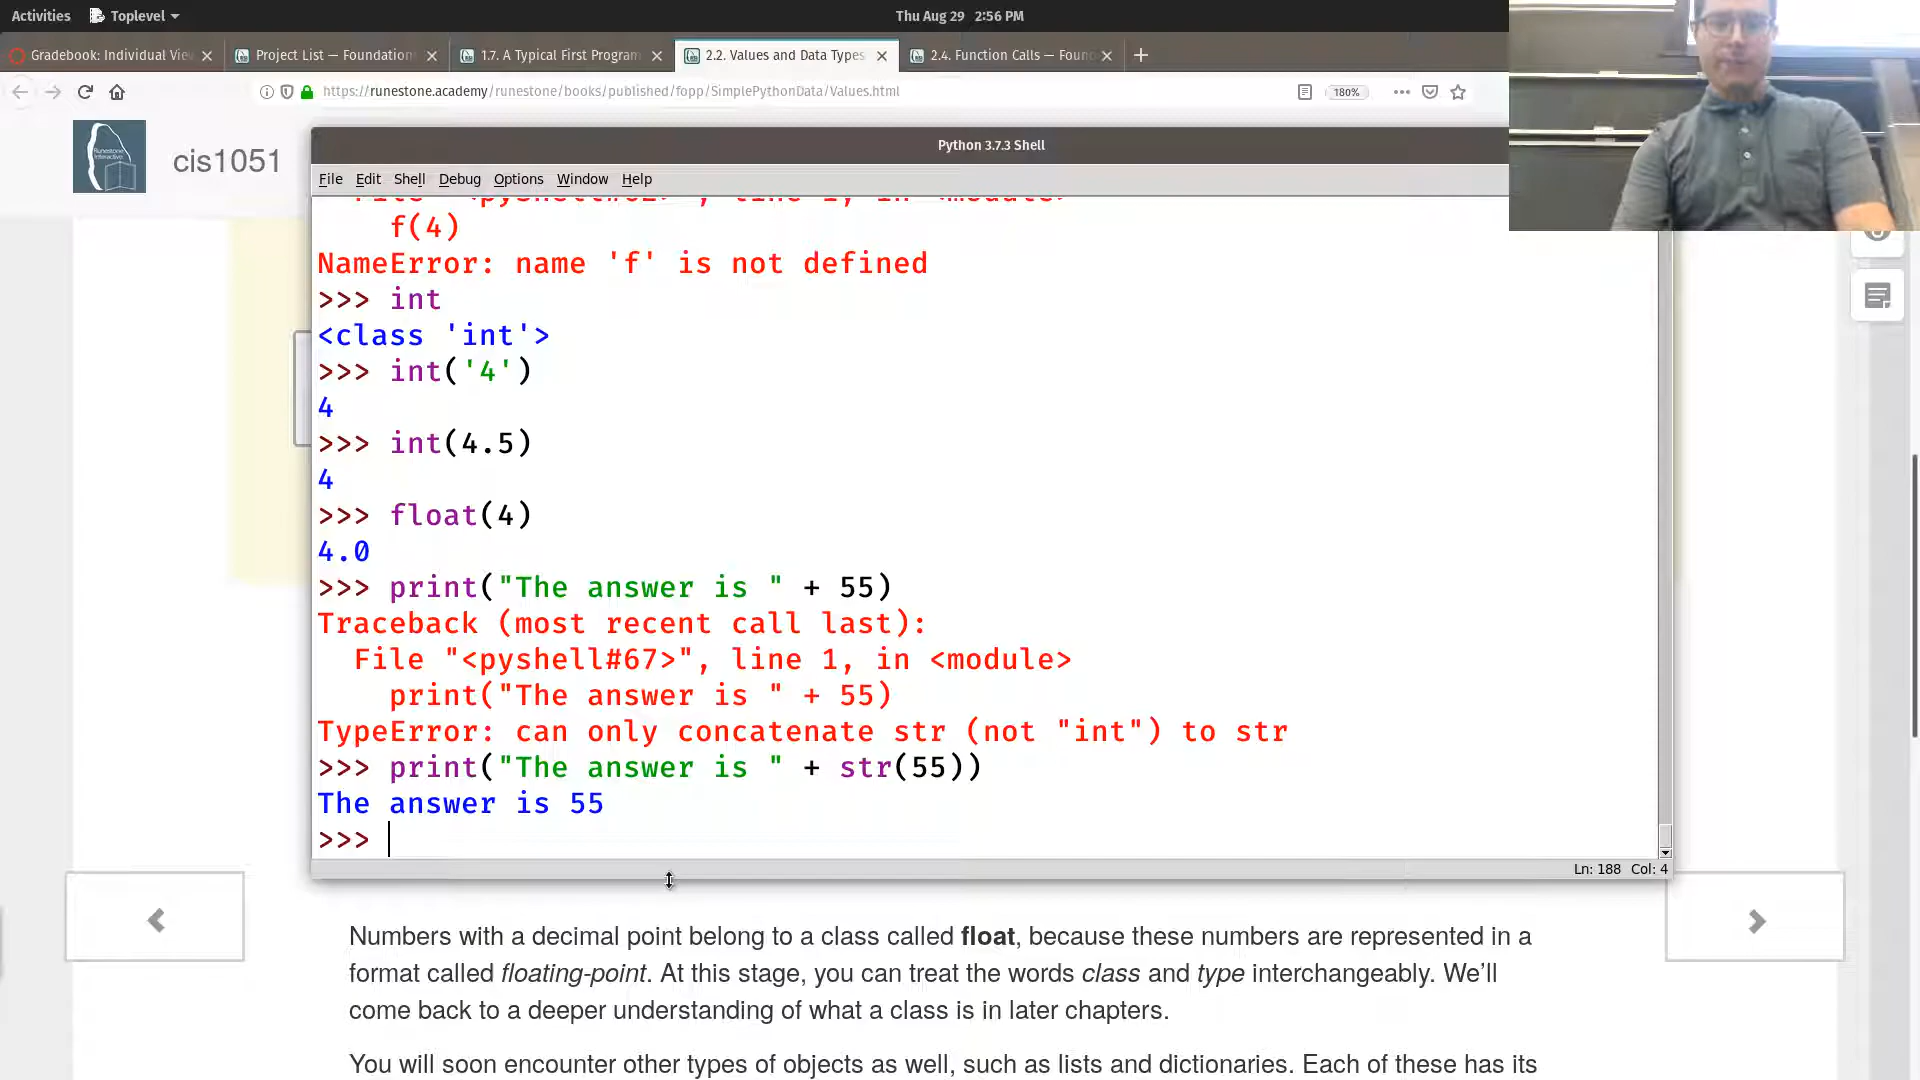 Activities
Toplevel
Thu Aug 29 2:56 PM
Gradebook: Individual Vie
Project List — Foundation
1.7. A Typical First Program
2.2. Values and Data Types
2.4. Function Calls — Foun
https://runestone.academy/runestone/books/published/fopp/SimplePythonData/Values.html
180%
Runestone
Interactive
cis1051
Python 3.7.3 Shell
File Edit Shell Debug Options Window Help
f(4)
NameError: name 'f' is not defined
>>> int
<class 'int'>
>>> int('4')
4
>>> int(4.5)
4
>>> float(4)
4.0
>>> print("The answer is " + 55)
Traceback (most recent call last):
File "<pyshell#67>", line 1, in <module>
print("The answer is " + 55)
TypeError: can only concatenate str (not "int") to str
>>> print("The answer is " + str(55))
The answer is 55
>>>
Ln: 188 Col: 4
Numbers with a decimal point belong to a class called float, because these numbers are represented in a
format called floating-point. At this stage, you can treat the words class and type interchangeably. We’ll
come back to a deeper understanding of what a class is in later chapters.
You will soon encounter other types of objects as well, such as lists and dictionaries. Each of these has its